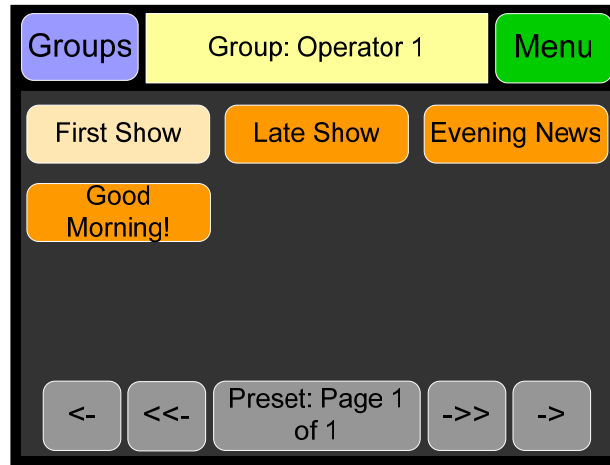 Groups
Group: Operator 1
Menu
First Show
Late Show
Evening News
Good
Morning!
<-
<<-
Preset: Page 1
of 1
->>
->